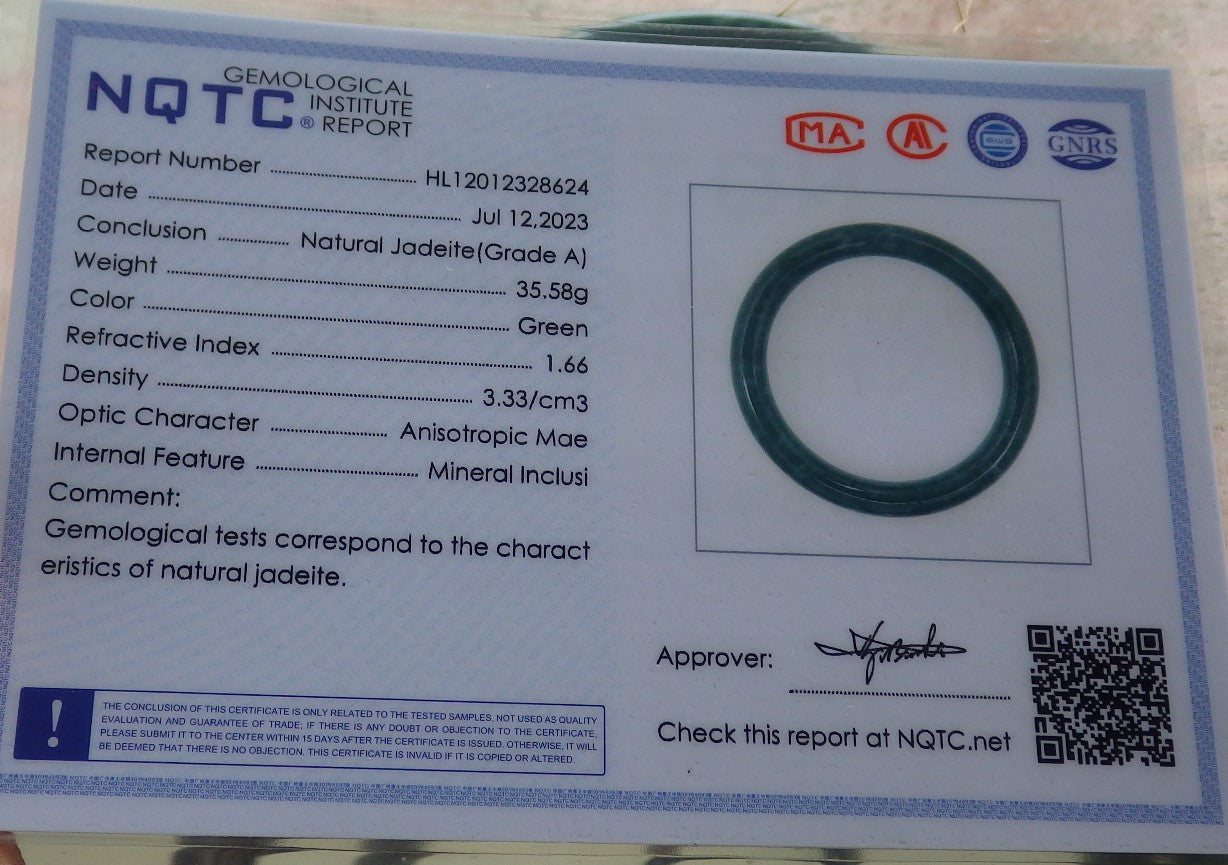 NQTC GEMOLOGICAL
INSTITUTE
® REPORT
Report Number HL12012328624
Date Jul 12,2023
Conclusion Natural Jadeite(Grade A)
Weight 35.58g
Color Green
Refractive Index 1.66
Density 3.33/cm3
Optic Character Anisotropic Mae
Internal Feature Mineral Inclusi
Comment:
Gemological tests correspond to the charact
eristics of natural jadeite.
MA
GNRS
Approver:
Check this report at NQTC.net
! THE CONCLUSION OF THIS CERTIFICATE IS ONLY RELATED TO THE TESTED SAMPLES, NOT USED AS QUALITY
EVALUATION AND GUARANTEE OF TRADE; IF THERE IS ANY DOUBT OR OBJECTION TO THE CERTIFICATE.
PLEASE SUBMIT IT TO THE CENTER WITHIN 15 DAYS AFTER THE CERTIFICATE IS ISSUED. OTHERWISE, IT WILL
BE DEEMED THAT THERE IS NO OBJECTION. THIS CERTIFICATE IS INVALID IF IT IS COPIED OR ALTERED.